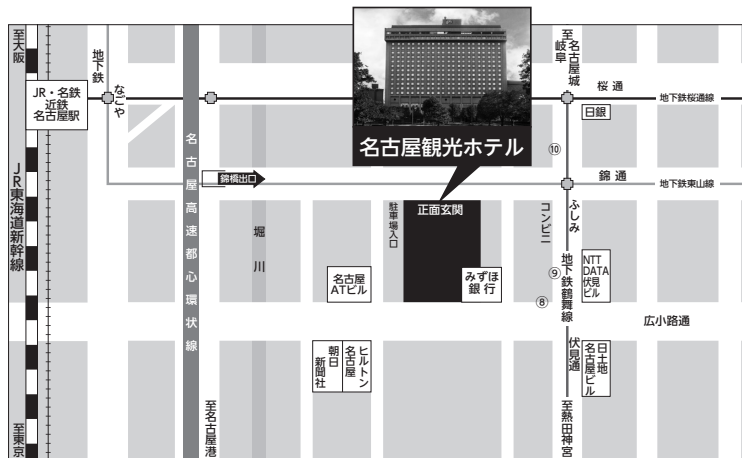 至大阪
地下鉄
なごや
JR・名鉄
近鉄
名古屋駅
JR東海道新幹線
至東京
名古屋高速都心環状線
錦橋出口
堀川
至名古屋港
名古屋観光ホテル
正面玄関
駐車場入口
名古屋
ATビル
みずほ
銀行
ヒルトン
名古屋
朝日
新聞社
至名古屋城
岐阜
桜通
地下鉄桜通線
日銀
⑩
錦通
地下鉄東山線
コンビニ
ふしみ
地下鉄鶴舞線
⑨
⑧
NTT
DATA
伏見
ビル
広小路通
伏見通
日土地
名古屋ビル
至熱田神宮